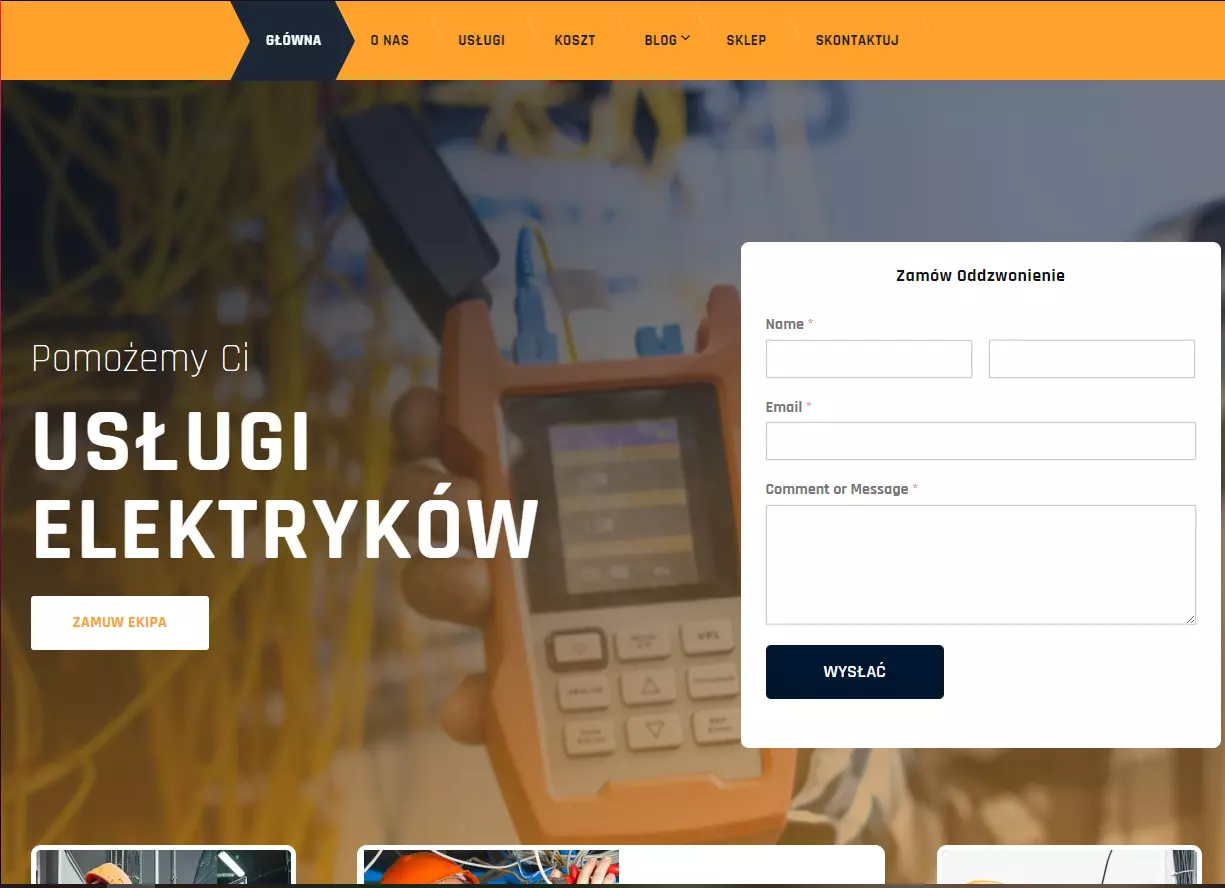 GŁÓWNA
O NAS
USŁUGI
KOSZT
BLOG
SKLEP
SKONTAKTUJ
Zamów Oddzwonienie
Name *
Email *
Comment or Message *
WYSŁAĆ
Pomożemy Ci
USŁUGI
ELEKTRYKÓW
ZAMUW EKIPA
VFL